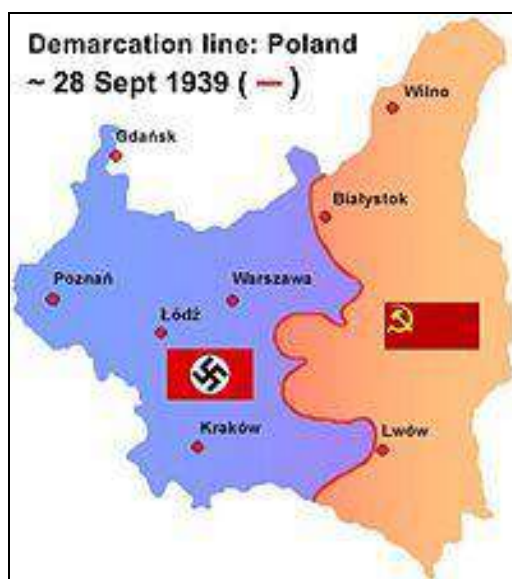 Demarcation line: Poland
~ 28 Sept 1939 ( — )
Wilno
Gdańsk
Białystok
Poznań
Warszawa
Łódź
Kraków
Lwów